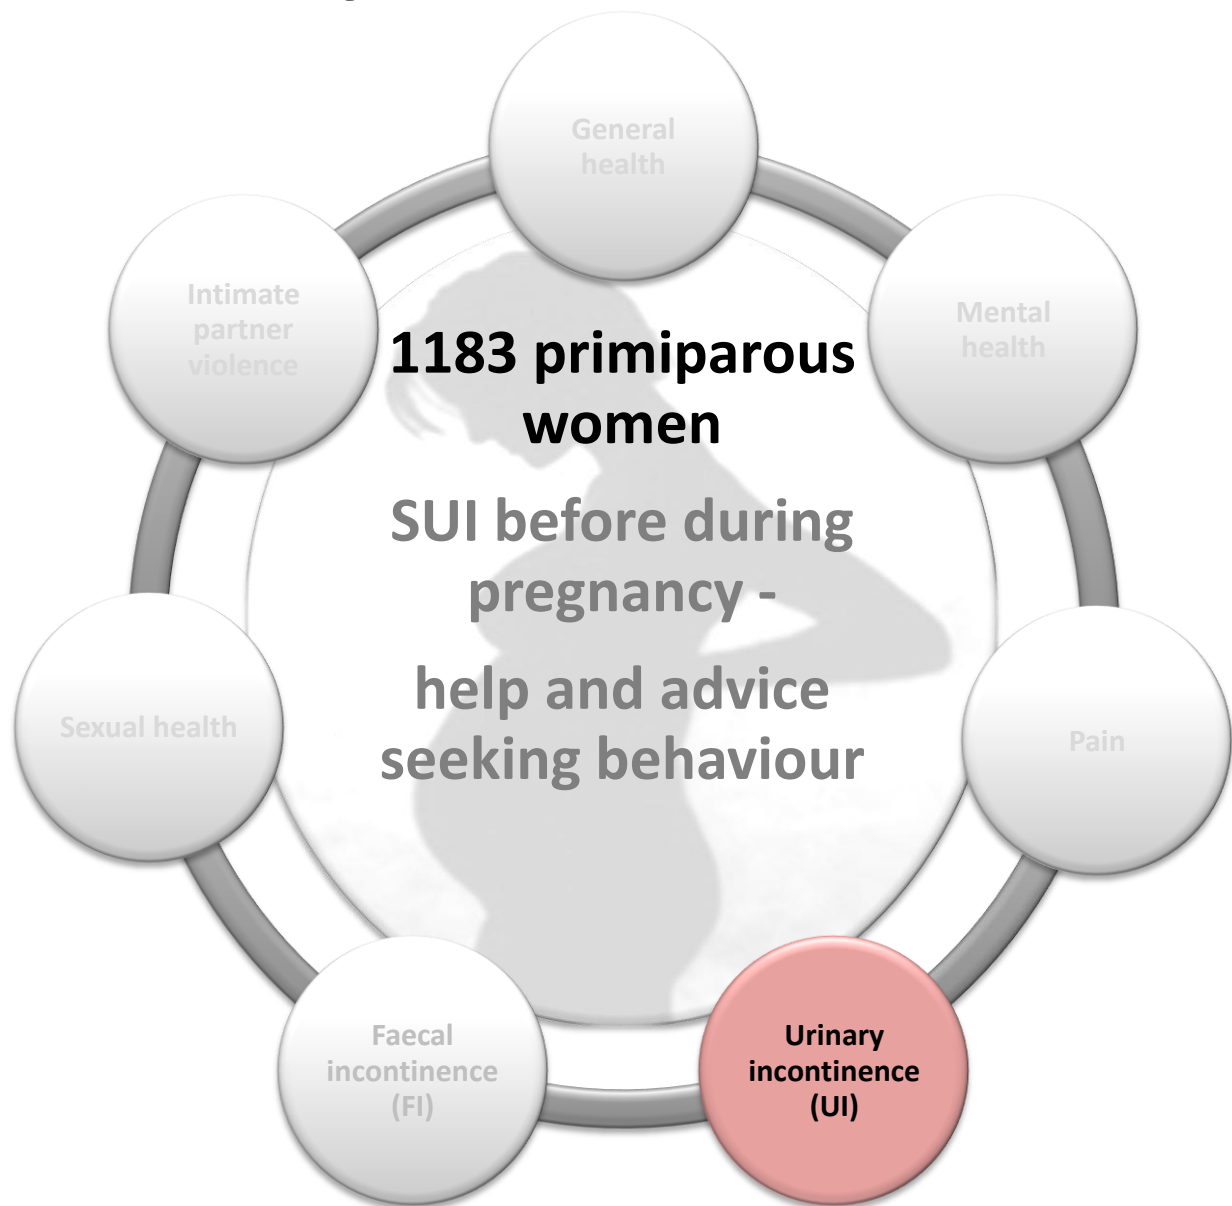 General
health
Intimate
partner
violence
Mental
health
1183 primiparous
women
SUI before during
pregnancy -
help and advice
seeking behaviour
Sexual health
Pain
Faecal
incontinence
(FI)
Urinary
incontinence
(UI)